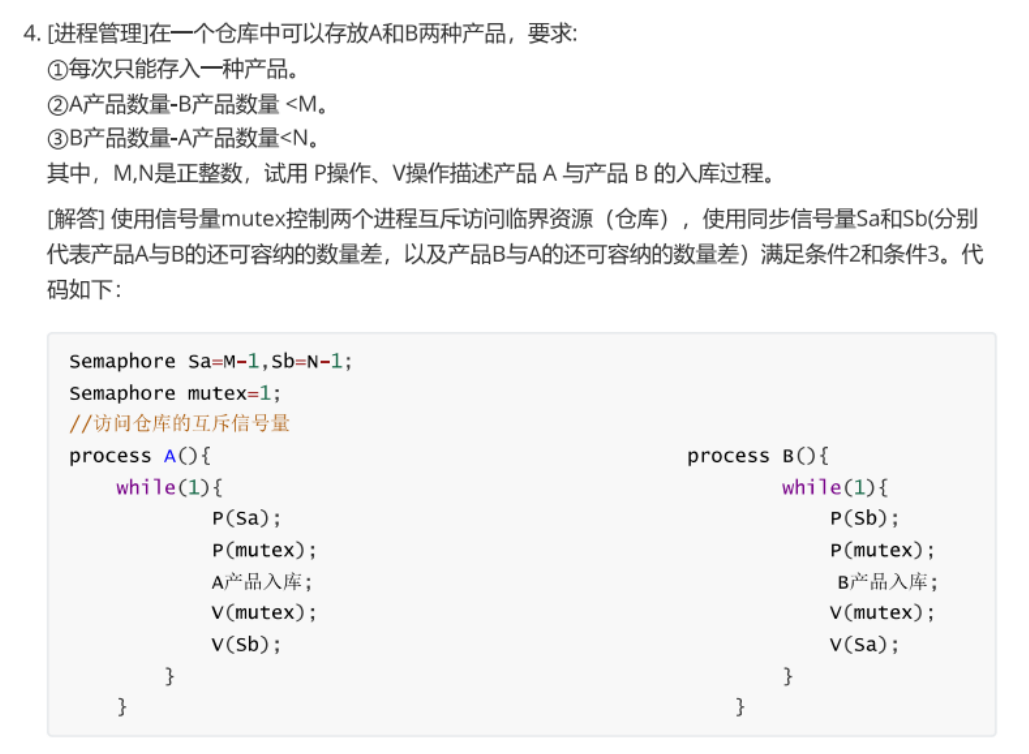 4. [进程管理]在一个仓库中可以存放A和B两种产品，要求:
①每次只能存入一种产品。
②A产品数量-B产品数量 <M。
③B产品数量-A产品数量<N。
其中，M,N是正整数，试用 P操作、V操作描述产品 A 与产品 B 的入库过程。
[解答] 使用信号量mutex控制两个进程互斥访问临界资源（仓库），使用同步信号量Sa和Sb(分别
代表产品A与B的还可容纳的数量差，以及产品B与A的还可容纳的数量差）满足条件2和条件3。代
码如下：
Semaphore Sa=M-1,Sb=N-1;
Semaphore mutex=1;
//访问仓库的互斥信号量
process A(){
while(1){
P(Sa);
P(mutex);
A产品入库;
V(mutex);
V(Sb);
}
}
process B(){
while(1){
P(Sb);
P(mutex);
B产品入库;
V(mutex);
V(Sa);
}
}